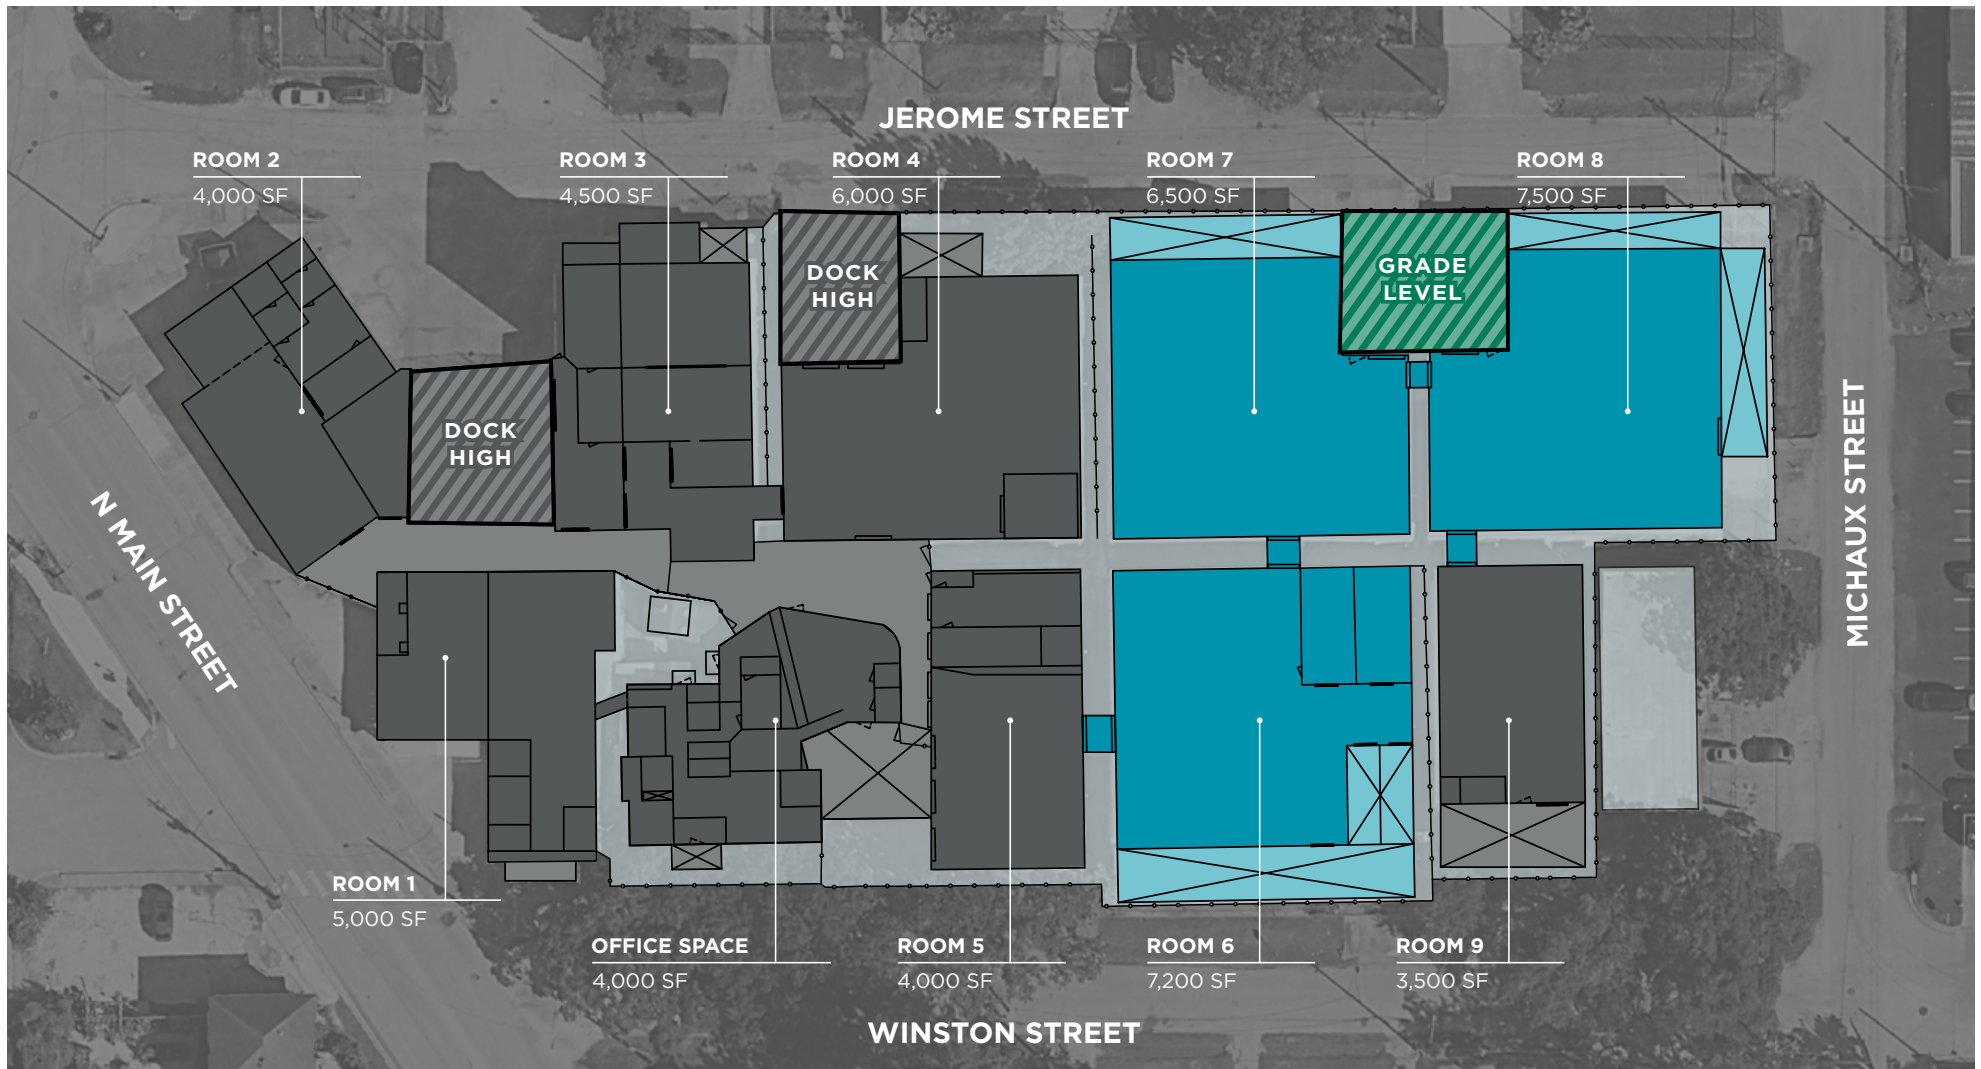 JEROME STREET
ROOM 2
4,000 SF
ROOM 3
4,500 SF
ROOM 4
6,000 SF
ROOM 7
6,500 SF
ROOM 8
7,500 SF
DOCK
HIGH
GRADE
LEVEL
DOCK
HIGH
N MAIN STREET
MICHAUX STREET
ROOM 1
5,000 SF
OFFICE SPACE
4,000 SF
ROOM 5
4,000 SF
ROOM 6
7,200 SF
ROOM 9
3,500 SF
WINSTON STREET